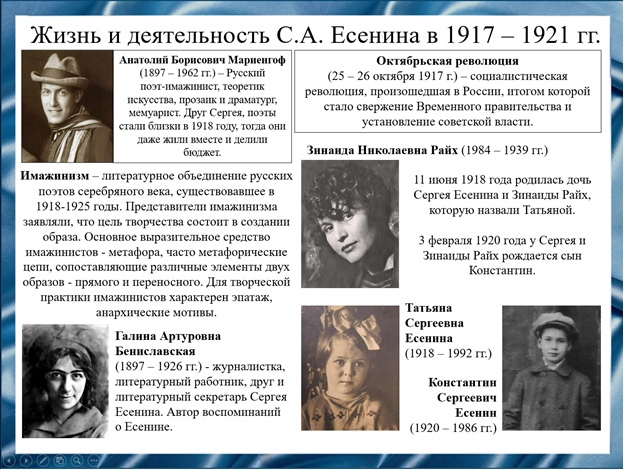 Жизнь и деятельность С.А. Есенина в 1917 – 1921 гг.
Анатолий Борисович Мариенгоф
(1897 – 1962 гг.) – Русский
поэт-имажинист, теоретик
искусства, прозаик и драматург,
мемуарист. Друг Сергея, поэты
стали близки в 1918 году, тогда они
даже жили вместе и делили
бюджет.
Имажинизм – литературное объединение русских
поэтов серебряного века, существовавшее в
1918-1925 годы. Представители имажинизма
заявляли, что цель творчества состоит в создании
образа. Основное выразительное средство
имажинистов - метафора, часто метафорические
цепи, сопоставляющие различные элементы двух
образов - прямого и переносного. Для творческой
практики имажинистов характерен эпатаж,
анархические мотивы.
Галина Артуровна
Бениславская
(1897 – 1926 гг.) - журналистка,
литературный работник, друг и
литературный секретарь Сергея
Есенина. Автор воспоминаний
о Есенине.
Октябрьская революция
(25 – 26 октября 1917 г.) – социалистическая
революция, произошедшая в России, итогом которой
стало свержение Временного правительства и
установление советской власти.
Зинаида Николаевна Райх (1984 – 1939 гг.)
11 июня 1918 года родилась дочь
Сергея Есенина и Зинаиды Райх,
которую назвали Татьяной.
3 февраля 1920 года у Сергея и
Зинаиды Райх рождается сын
Константин.
Татьяна
Сергеевна
Есенина
(1918 – 1992 гг.)
Константин
Сергеевич
Есенин
(1920 – 1986 гг.)